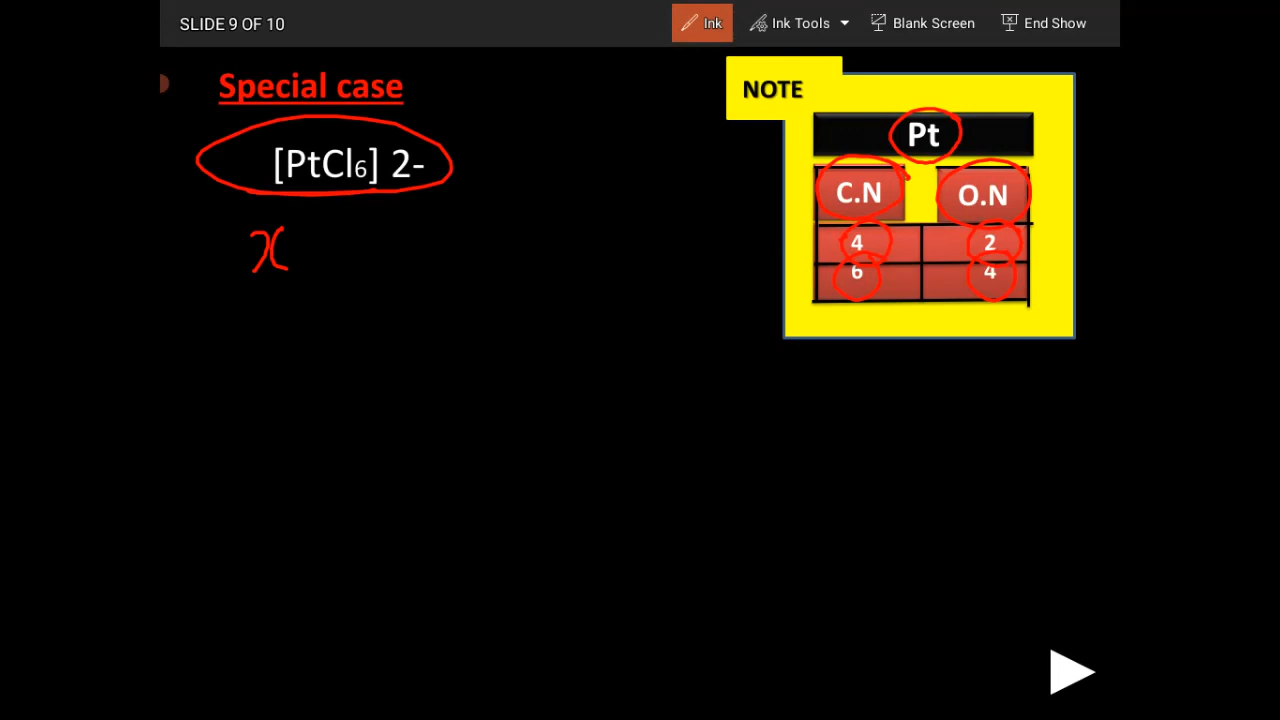 SLIDE 9 OF 10
Ink
Ink Tools
Blank Screen
End Show
Special case
[PtCl₆] 2-
x
NOTE
Pt
C.N O.N
4 2
6 4